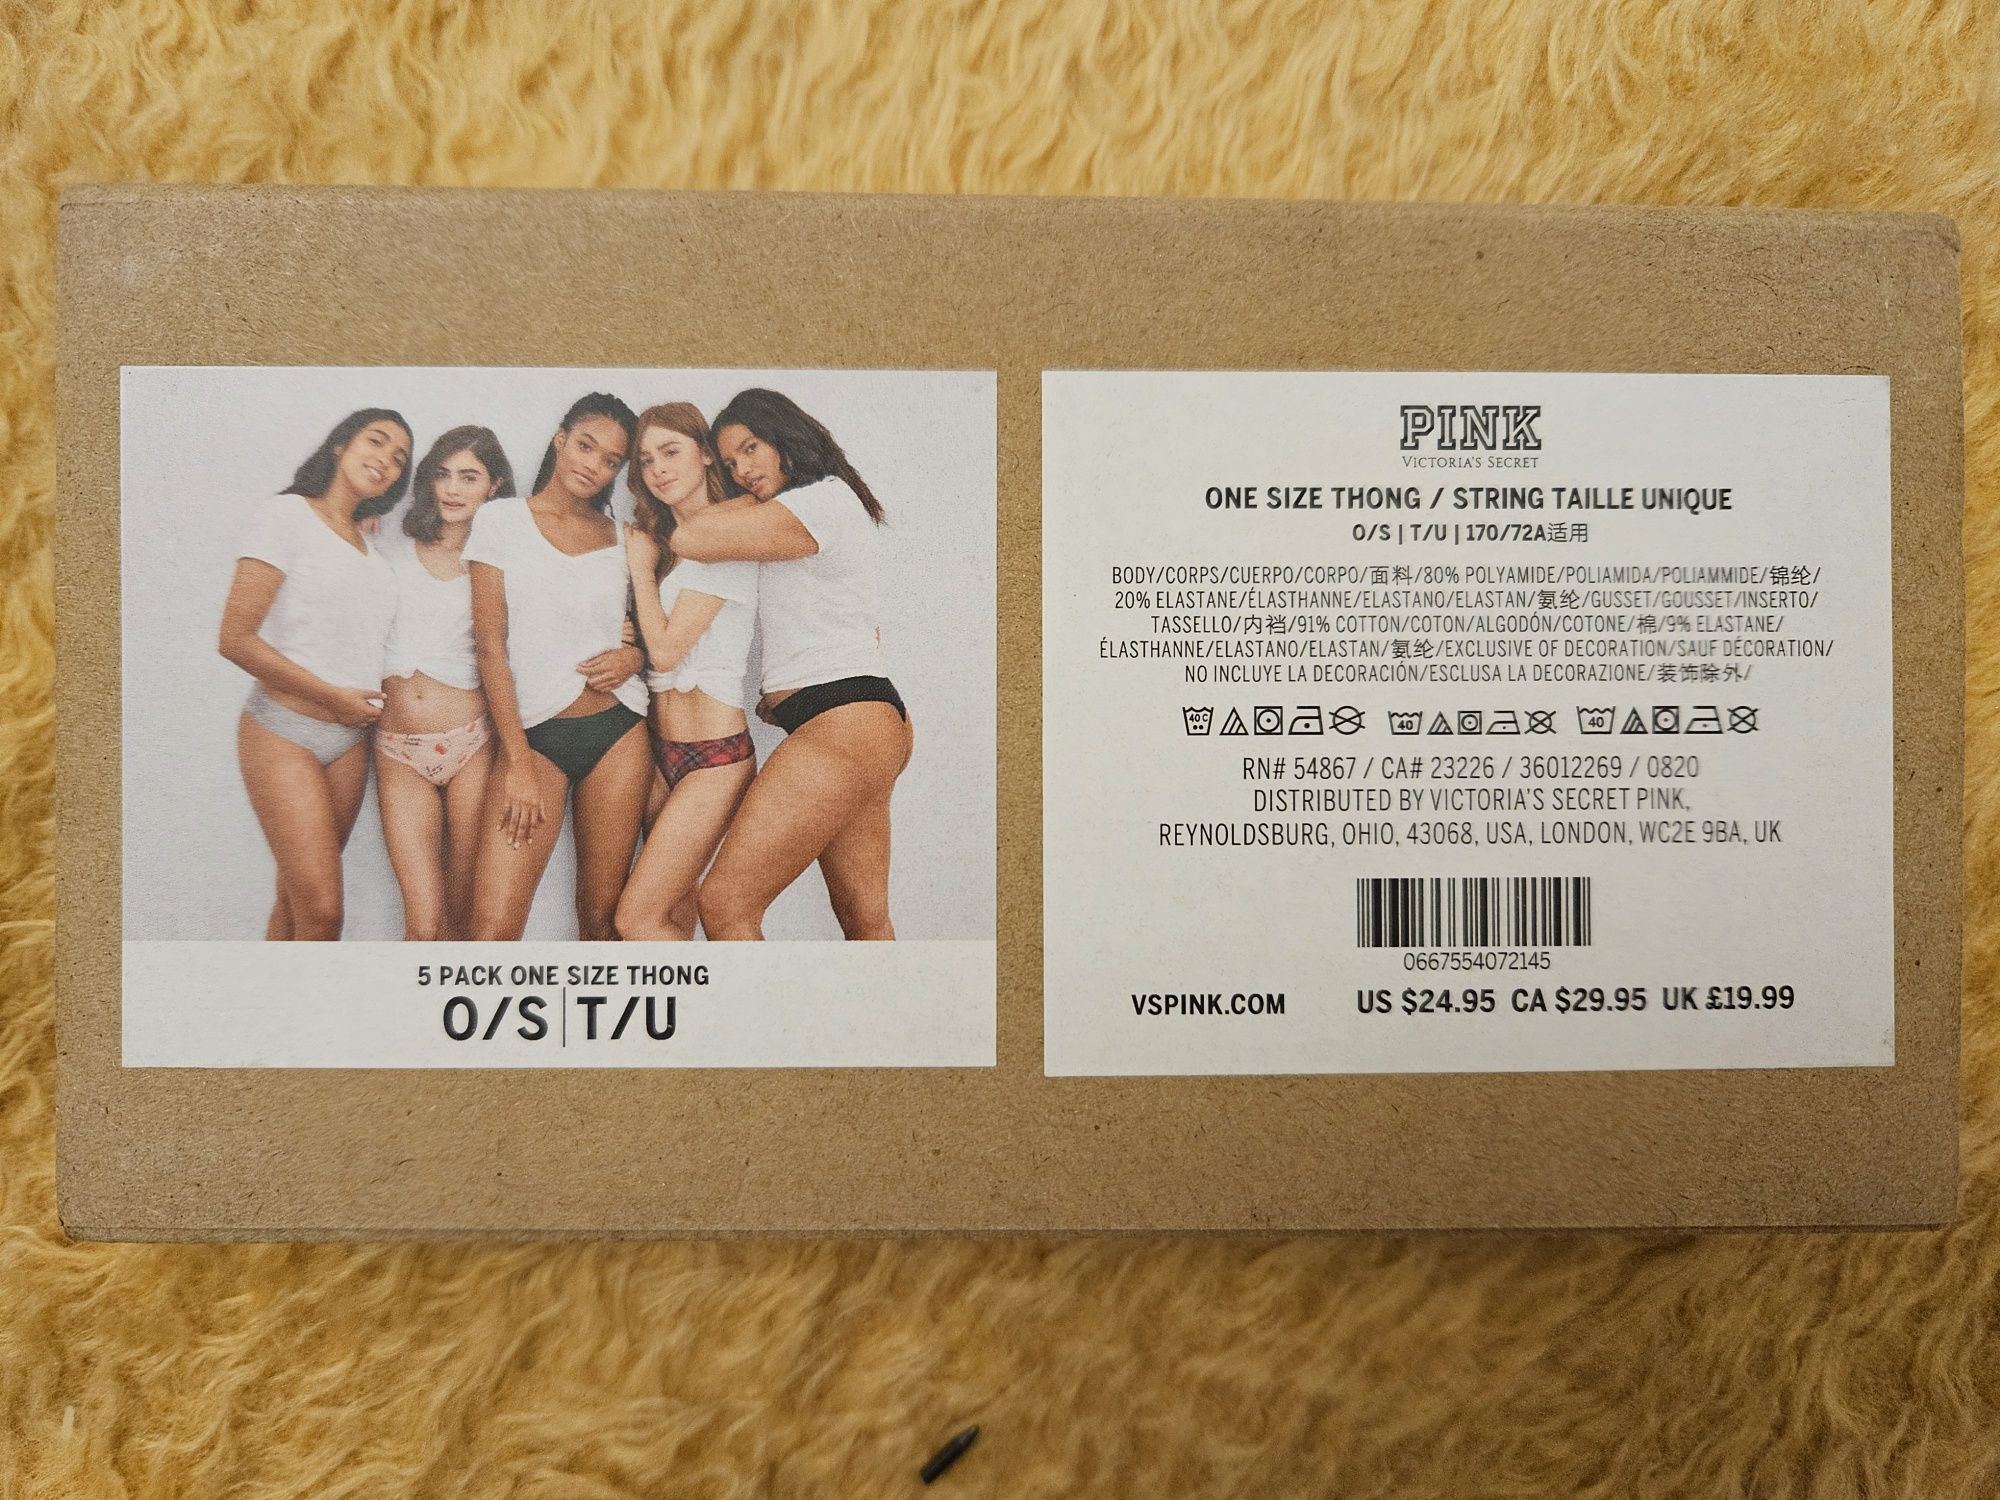 5 PACK ONE SIZE THONG
O/S|T/U
PINK
VICTORIA'S SECRET
ONE SIZE THONG / STRING TAILLE UNIQUE
O/S | T/U | 170/72A适用
BODY/CORPS/CUERPO/CORPO/面料/80% POLYAMIDE/POLIAMIDA/POLIAMMIDE/锦纶/
20% ELASTANE/ÉLASTHANNE/ELASTANO/ELASTAN/氨纶/GUSSET/GOUSSET/INSERTO/
TASSELLO/内裆/91% COTTON/COTON/ALGODÓN/COTONE/棉/9% ELASTANE/
ÉLASTHANNE/ELASTANO/ELASTAN/氨纶/EXCLUSIVE OF DECORATION/SAUF DÉCORATION/
NO INCLUYE LA DECORACIÓN/ESCLUSA LA DECORAZIONE/装饰除外/
40C 40 40
RN# 54867 / CA# 23226 / 36012269 / 0820
DISTRIBUTED BY VICTORIA'S SECRET PINK,
REYNOLDSBURG, OHIO, 43068, USA, LONDON, WC2E 9BA, UK
0667554072145
VSPINK.COM US $24.95 CA $29.95 UK £19.99